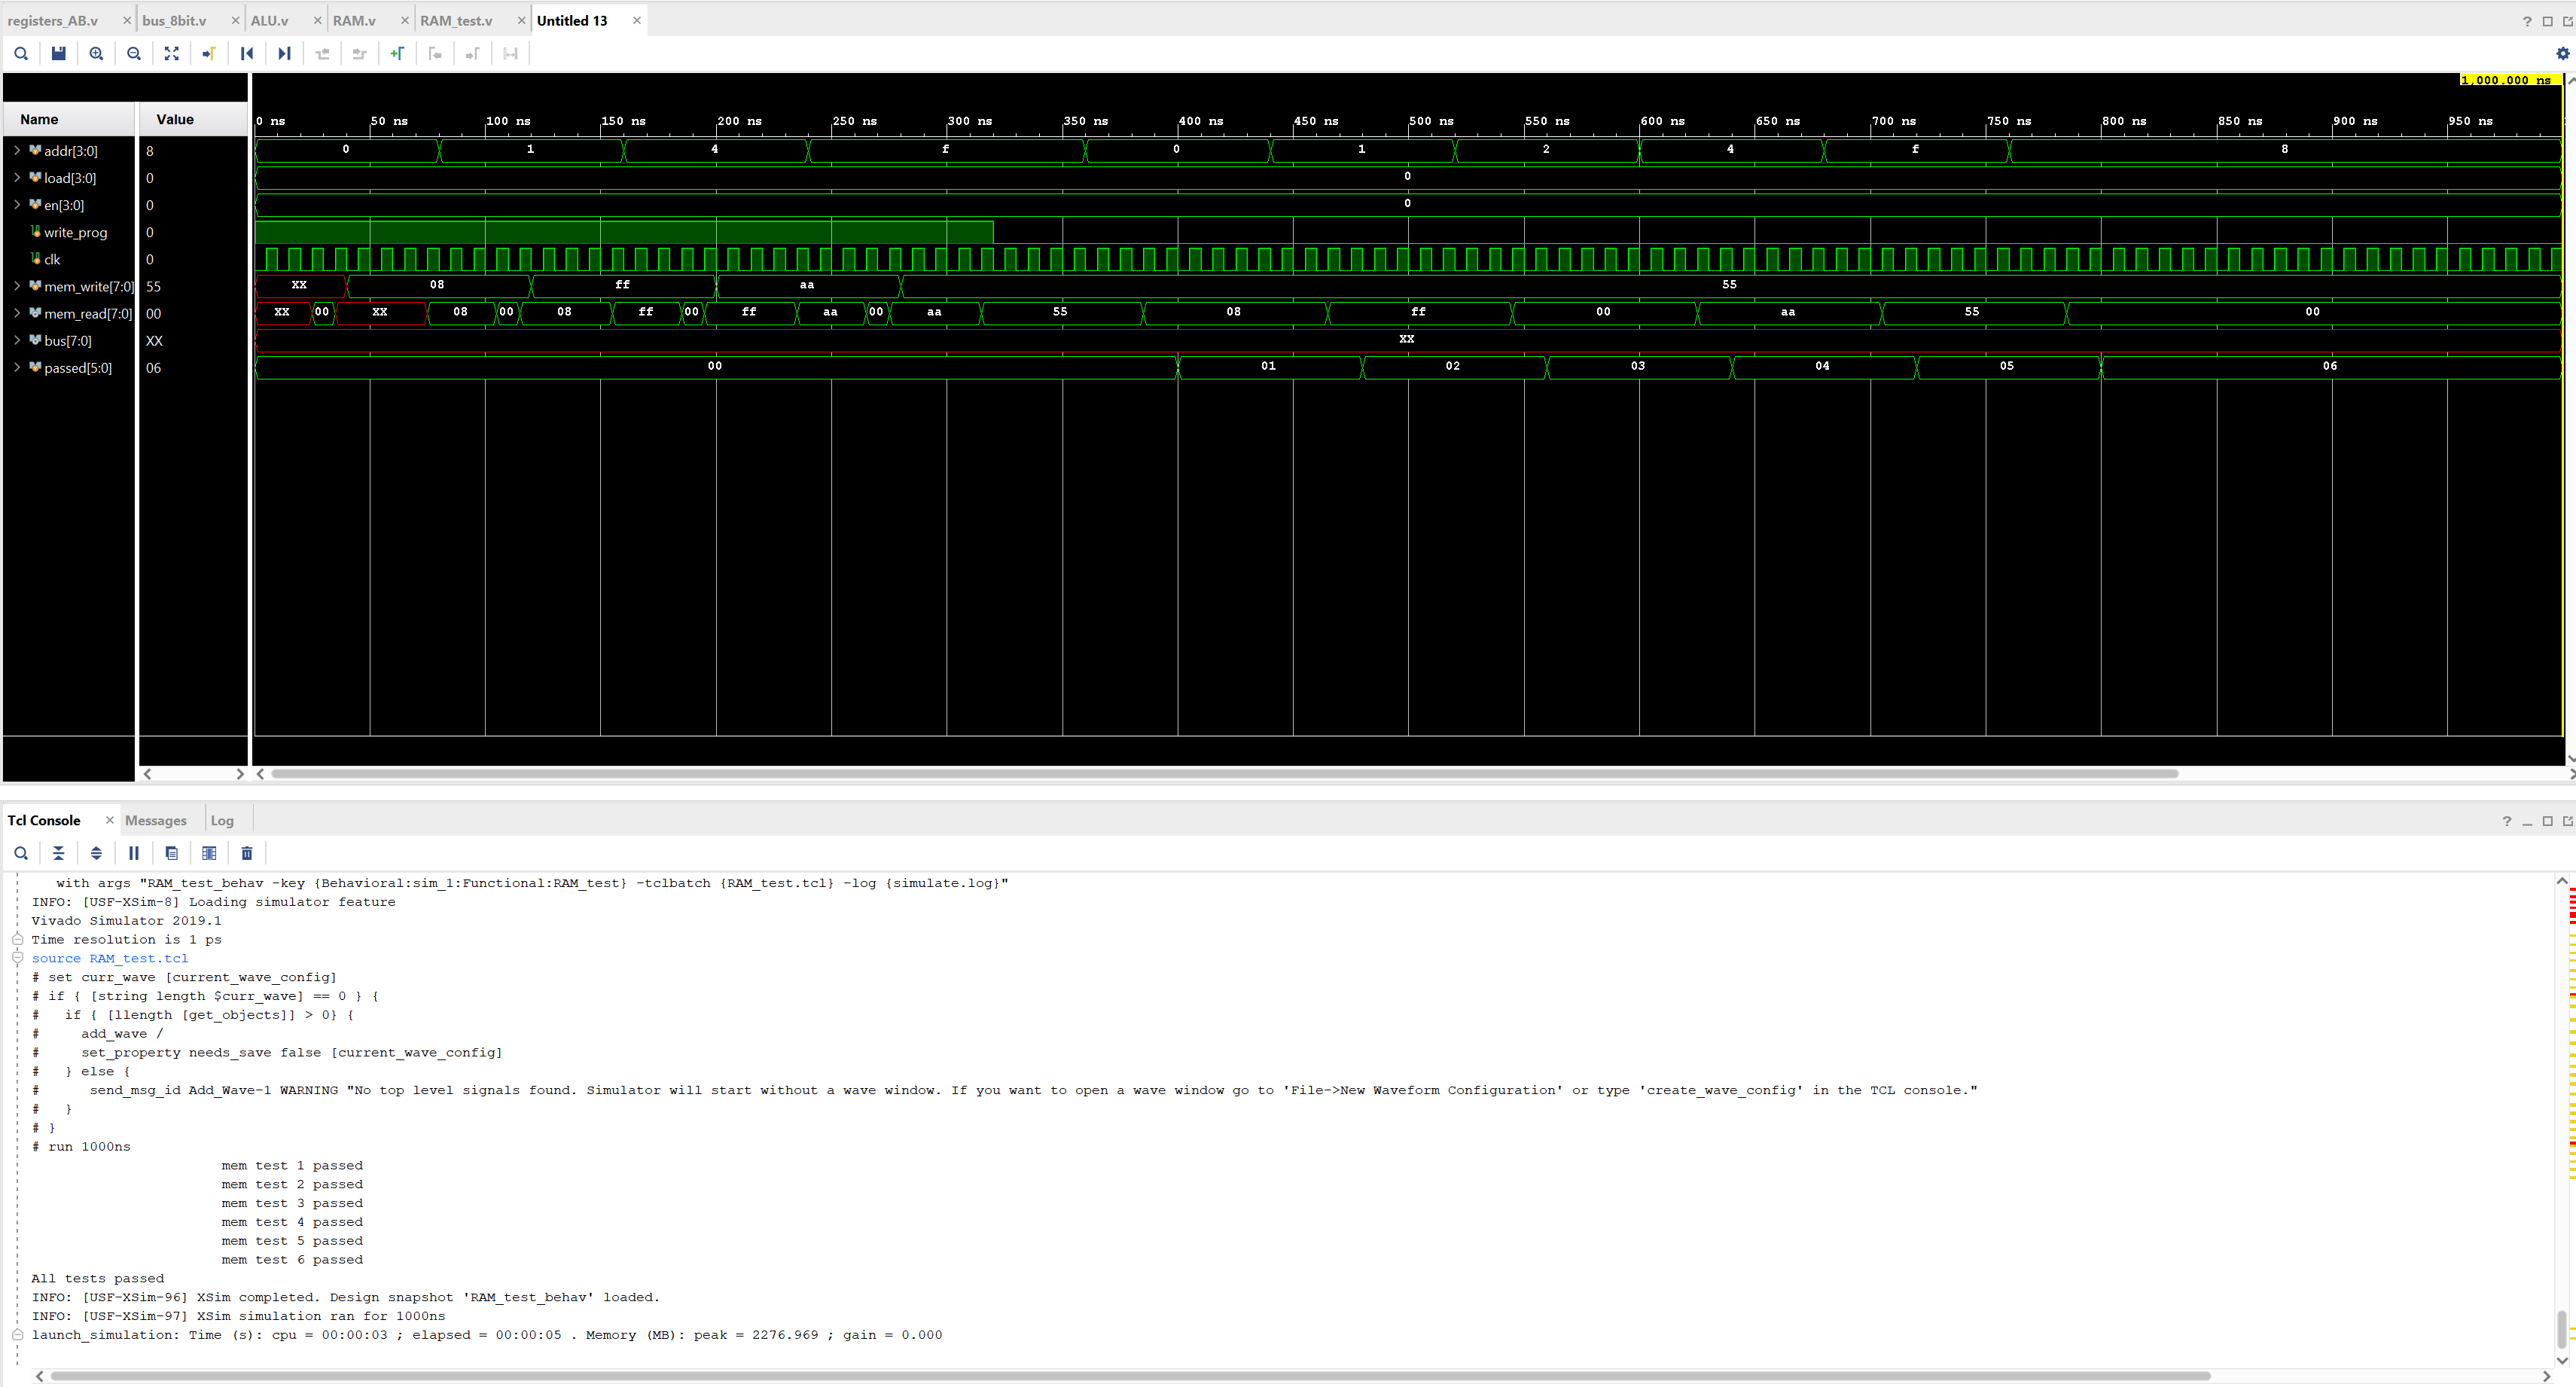 registers_AB.v × bus_8bit.v × ALU.v × RAM.v × RAM_test.v × Untitled 13 ×
?
1,000.000 ns
Name Value
0 ns 50 ns 100 ns 150 ns 200 ns 250 ns 300 ns 350 ns 400 ns 450 ns 500 ns 550 ns 600 ns 650 ns 700 ns 750 ns 800 ns 850 ns 900 ns 950 ns
addr[3:0] 8 0 1 4 f 0 1 2 4 f 8
load[3:0] 0 0
en[3:0] 0 0
write_prog 0
clk 0
mem_write[7:0] 55 XX 08 ff aa 55
mem_read[7:0] 00 XX 00 XX 08 00 08 ff 00 ff aa 00 aa 55 08 ff 00 aa 55 00
bus[7:0] XX XX
passed[5:0] 06 00 01 02 03 04 05 06
Tcl Console × Messages Log
?
with args "RAM_test_behav -key {Behavioral:sim_1:Functional:RAM_test} -tclbatch {RAM_test.tcl} -log {simulate.log}"
INFO: [USF-XSim-8] Loading simulator feature
Vivado Simulator 2019.1
Time resolution is 1 ps
source RAM_test.tcl
# set curr_wave [current_wave_config]
# if { [string length $curr_wave] == 0 } {
#   if { [llength [get_objects]] > 0} {
#     add_wave /
#     set_property needs_save false [current_wave_config]
#   } else {
#      send_msg_id Add_Wave-1 WARNING "No top level signals found. Simulator will start without a wave window. If you want to open a wave window go to 'File->New Waveform Configuration' or type 'create_wave_config' in the TCL console."
#   }
# }
# run 1000ns
mem test 1 passed
mem test 2 passed
mem test 3 passed
mem test 4 passed
mem test 5 passed
mem test 6 passed
All tests passed
INFO: [USF-XSim-96] XSim completed. Design snapshot 'RAM_test_behav' loaded.
INFO: [USF-XSim-97] XSim simulation ran for 1000ns
launch_simulation: Time (s): cpu = 00:00:03 ; elapsed = 00:00:05 . Memory (MB): peak = 2276.969 ; gain = 0.000